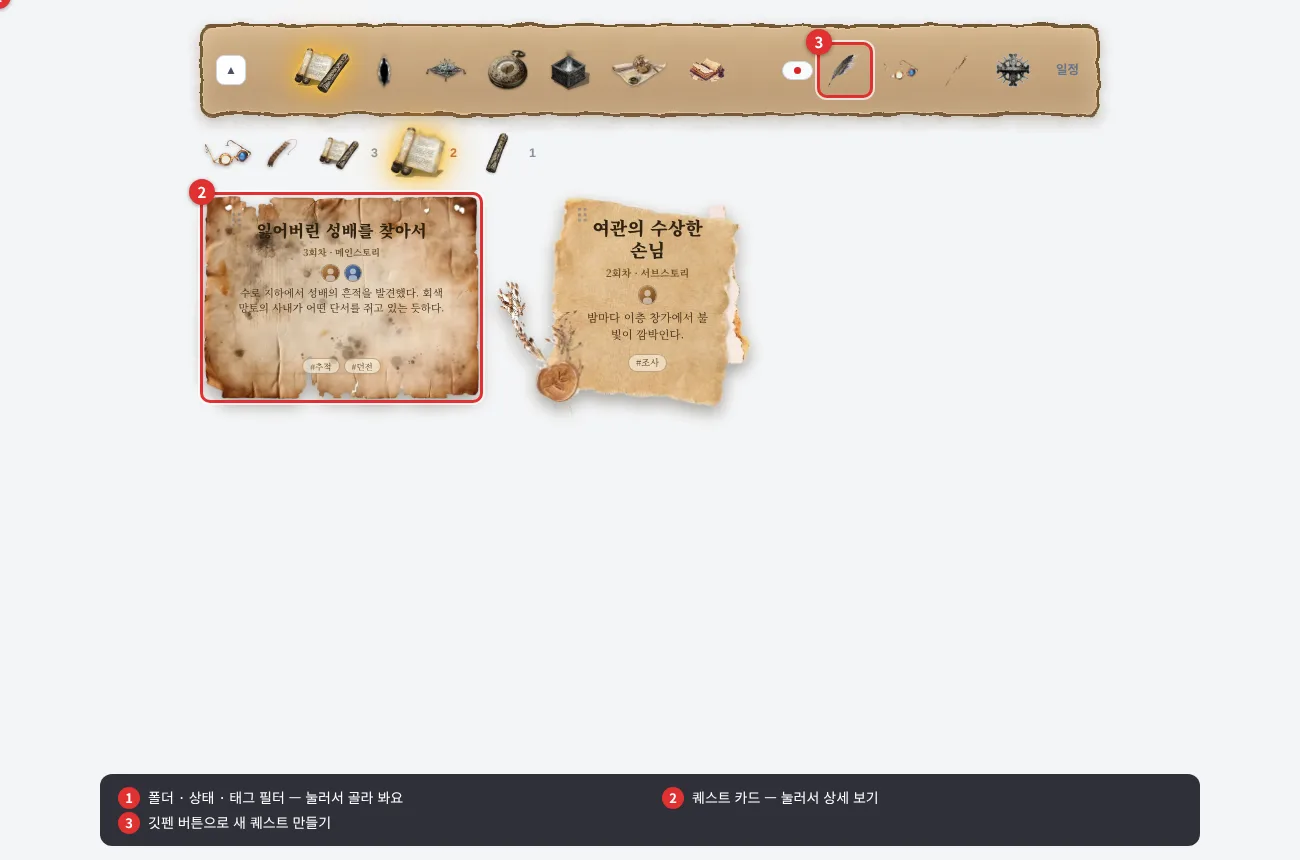 ▲
3
일정
3
2
1
2
잃어버린 성배를 찾아서
3회차 · 메인스토리
수로 지하에서 성배의 흔적을 발견했다. 회색
망토의 사내가 어떤 단서를 쥐고 있는 듯하다.
#추적 #던전
여관의 수상한
손님
2회차 · 서브스토리
밤마다 이층 창가에서 불
빛이 깜박인다.
#조사
1 폴더 · 상태 · 태그 필터 — 눌러서 골라 봐요
2 퀘스트 카드 — 눌러서 상세 보기
3 깃펜 버튼으로 새 퀘스트 만들기